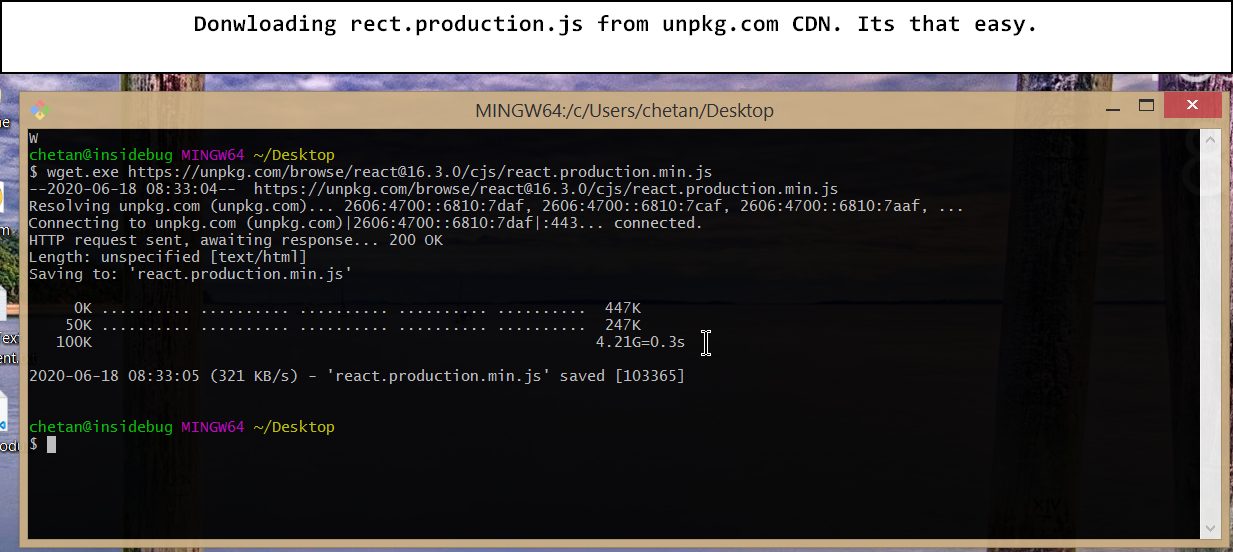 Donwloading rect.production.js from unpkg.com CDN. Its that easy.
MINGW64:/c/Users/chetan/Desktop
W
chetan@insidebug MINGW64 ~/Desktop
$ wget.exe https://unpkg.com/browse/react@16.3.0/cjs/react.production.min.js
--2020-06-18 08:33:04--  https://unpkg.com/browse/react@16.3.0/cjs/react.production.min.js
Resolving unpkg.com (unpkg.com)... 2606:4700::6810:7daf, 2606:4700::6810:7caf, 2606:4700::6810:7aaf, ...
Connecting to unpkg.com (unpkg.com)|2606:4700::6810:7daf|:443... connected.
HTTP request sent, awaiting response... 200 OK
Length: unspecified [text/html]
Saving to: 'react.production.min.js'
0K .......... .......... .......... .......... ..........  447K
50K .......... .......... .......... .......... ..........  247K
100K                                                        4.21G=0.3s
2020-06-18 08:33:05 (321 KB/s) - 'react.production.min.js' saved [103365]
chetan@insidebug MINGW64 ~/Desktop
$